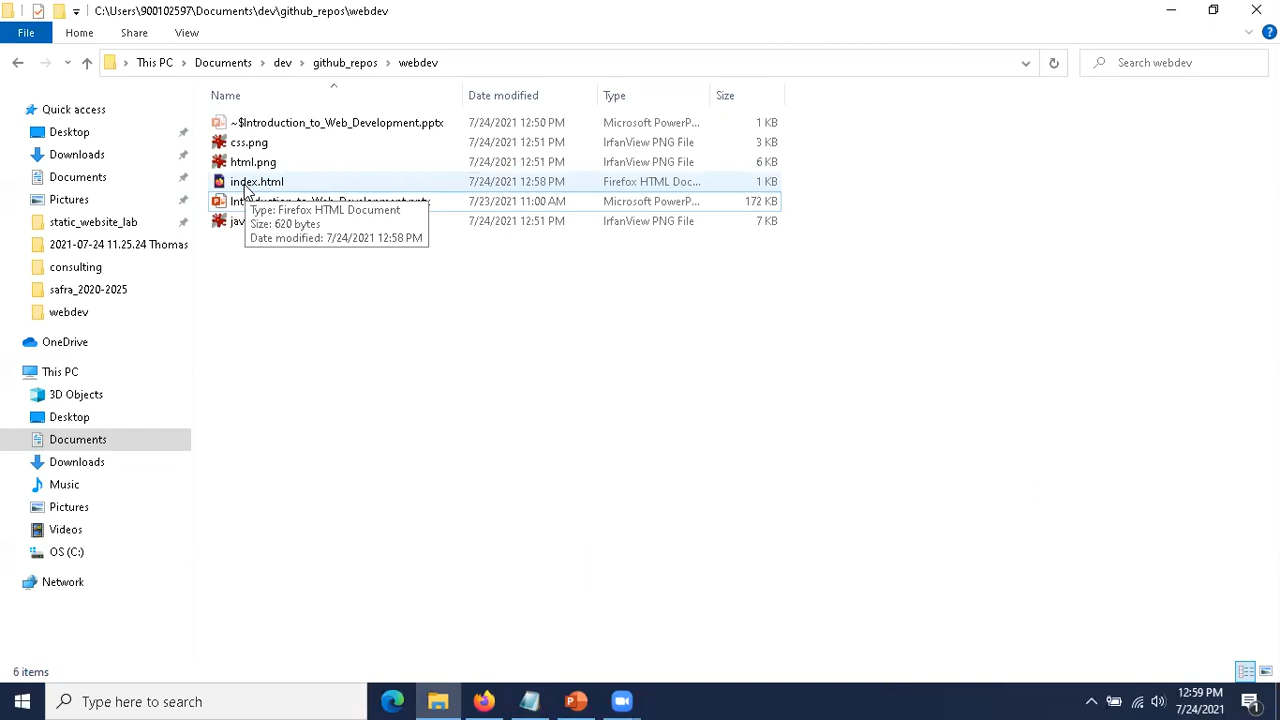 C:\Users\900102597\Documents\dev\github_repos\webdev
File Home Share View
This PC Documents dev github_repos webdev
Search webdev
Name Date modified Type Size
~$Introduction_to_Web_Development.pptx 7/24/2021 12:50 PM Microsoft PowerP... 1 KB
css.png 7/24/2021 12:51 PM IrfanView PNG File 3 KB
html.png 7/24/2021 12:51 PM IrfanView PNG File 6 KB
index.html 7/24/2021 12:58 PM Firefox HTML Doc... 1 KB
Introduction_to_Web_Development.pptx 7/23/2021 11:00 AM Microsoft PowerP... 172 KB
jav 7/24/2021 12:51 PM IrfanView PNG File 7 KB
Type: Firefox HTML Document
Size: 620 bytes
Date modified: 7/24/2021 12:58 PM
Quick access
Desktop
Downloads
Documents
Pictures
static_website_lab
2021-07-24 11.25.24 Thomas
consulting
safra_2020-2025
webdev
OneDrive
This PC
3D Objects
Desktop
Documents
Downloads
Music
Pictures
Videos
OS (C:)
Network
6 items
Type here to search
12:59 PM
7/24/2021
1